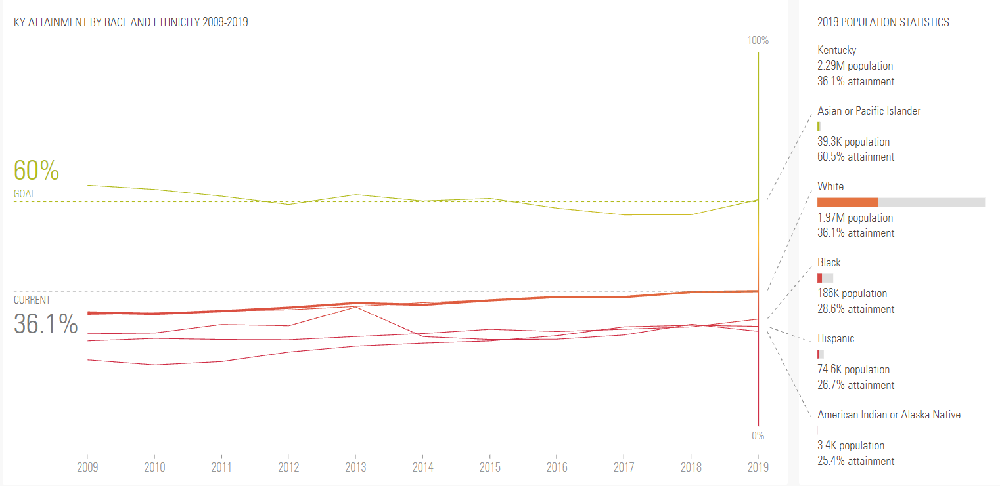 KY ATTAINMENT BY RACE AND ETHNICITY 2009-2019
100%
60%
GOAL
CURRENT
36.1%
0%
2009 2010 2011 2012 2013 2014 2015 2016 2017 2018 2019
2019 POPULATION STATISTICS
Kentucky
2.29M population
36.1% attainment
Asian or Pacific Islander
39.3K population
60.5% attainment
White
1.97M population
36.1% attainment
Black
186K population
28.6% attainment
Hispanic
74.6K population
26.7% attainment
American Indian or Alaska Native
3.4K population
25.4% attainment